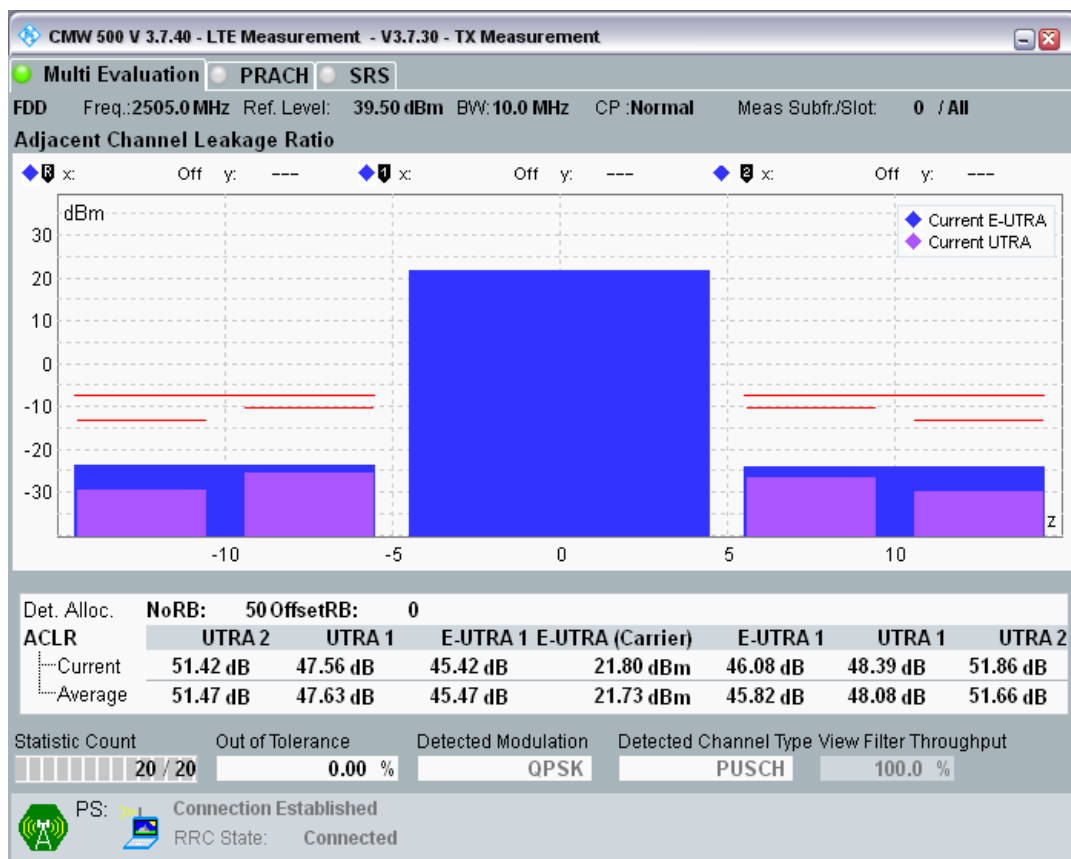 CMW 500 V 3.7.40 - LTE Measurement - V3.7.30 - TX Measurement
Multi Evaluation PRACH SRS
FDD Freq.:2505.0 MHz Ref. Level: 39.50 dBm BW: 10.0 MHz CP :Normal Meas Subfr./Slot: 0 / All
Adjacent Channel Leakage Ratio
R x: Off y: --- 1 x: Off y: --- 2 x: Off y: ---
dBm
Current E-UTRA
Current UTRA
30
20
10
0
-10
-20
-30
z
-10 -5 0 5 10
Det. Alloc. NoRB: 50 OffsetRB: 0
ACLR UTRA 2 UTRA 1 E-UTRA 1 E-UTRA (Carrier) E-UTRA 1 UTRA 1 UTRA 2
Current 51.42 dB 47.56 dB 45.42 dB 21.80 dBm 46.08 dB 48.39 dB 51.86 dB
Average 51.47 dB 47.63 dB 45.47 dB 21.73 dBm 45.82 dB 48.08 dB 51.66 dB
Statistic Count Out of Tolerance Detected Modulation Detected Channel Type View Filter Throughput
20 / 20 0.00 % QPSK PUSCH 100.0 %
PS: Connection Established
RRC State: Connected